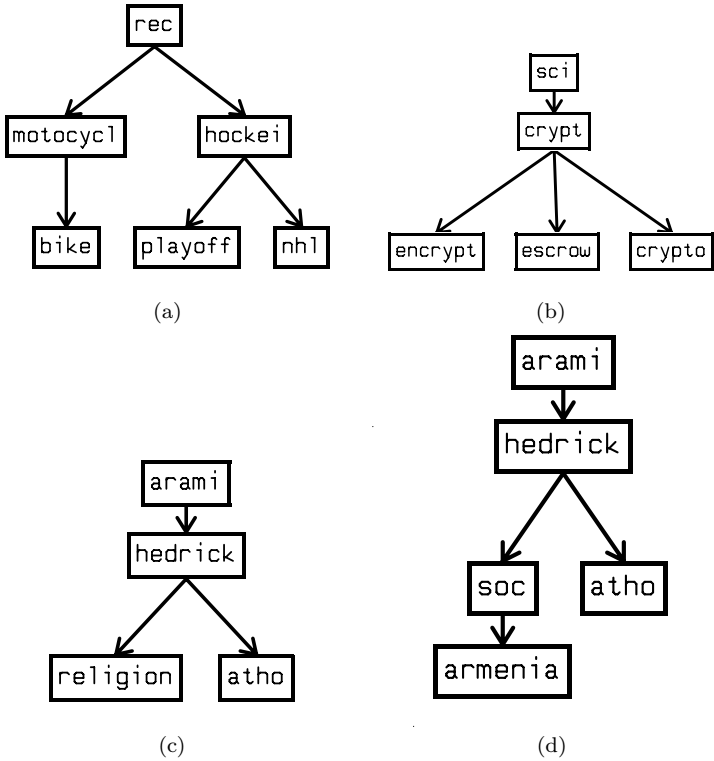 rec
motocycl hockei
bike playoff nhl
(a)
sci
crypt
encrypt escrow crypto
(b)
arami
hedrick
religion atho
(c)
arami
hedrick
soc atho
armenia
(d)